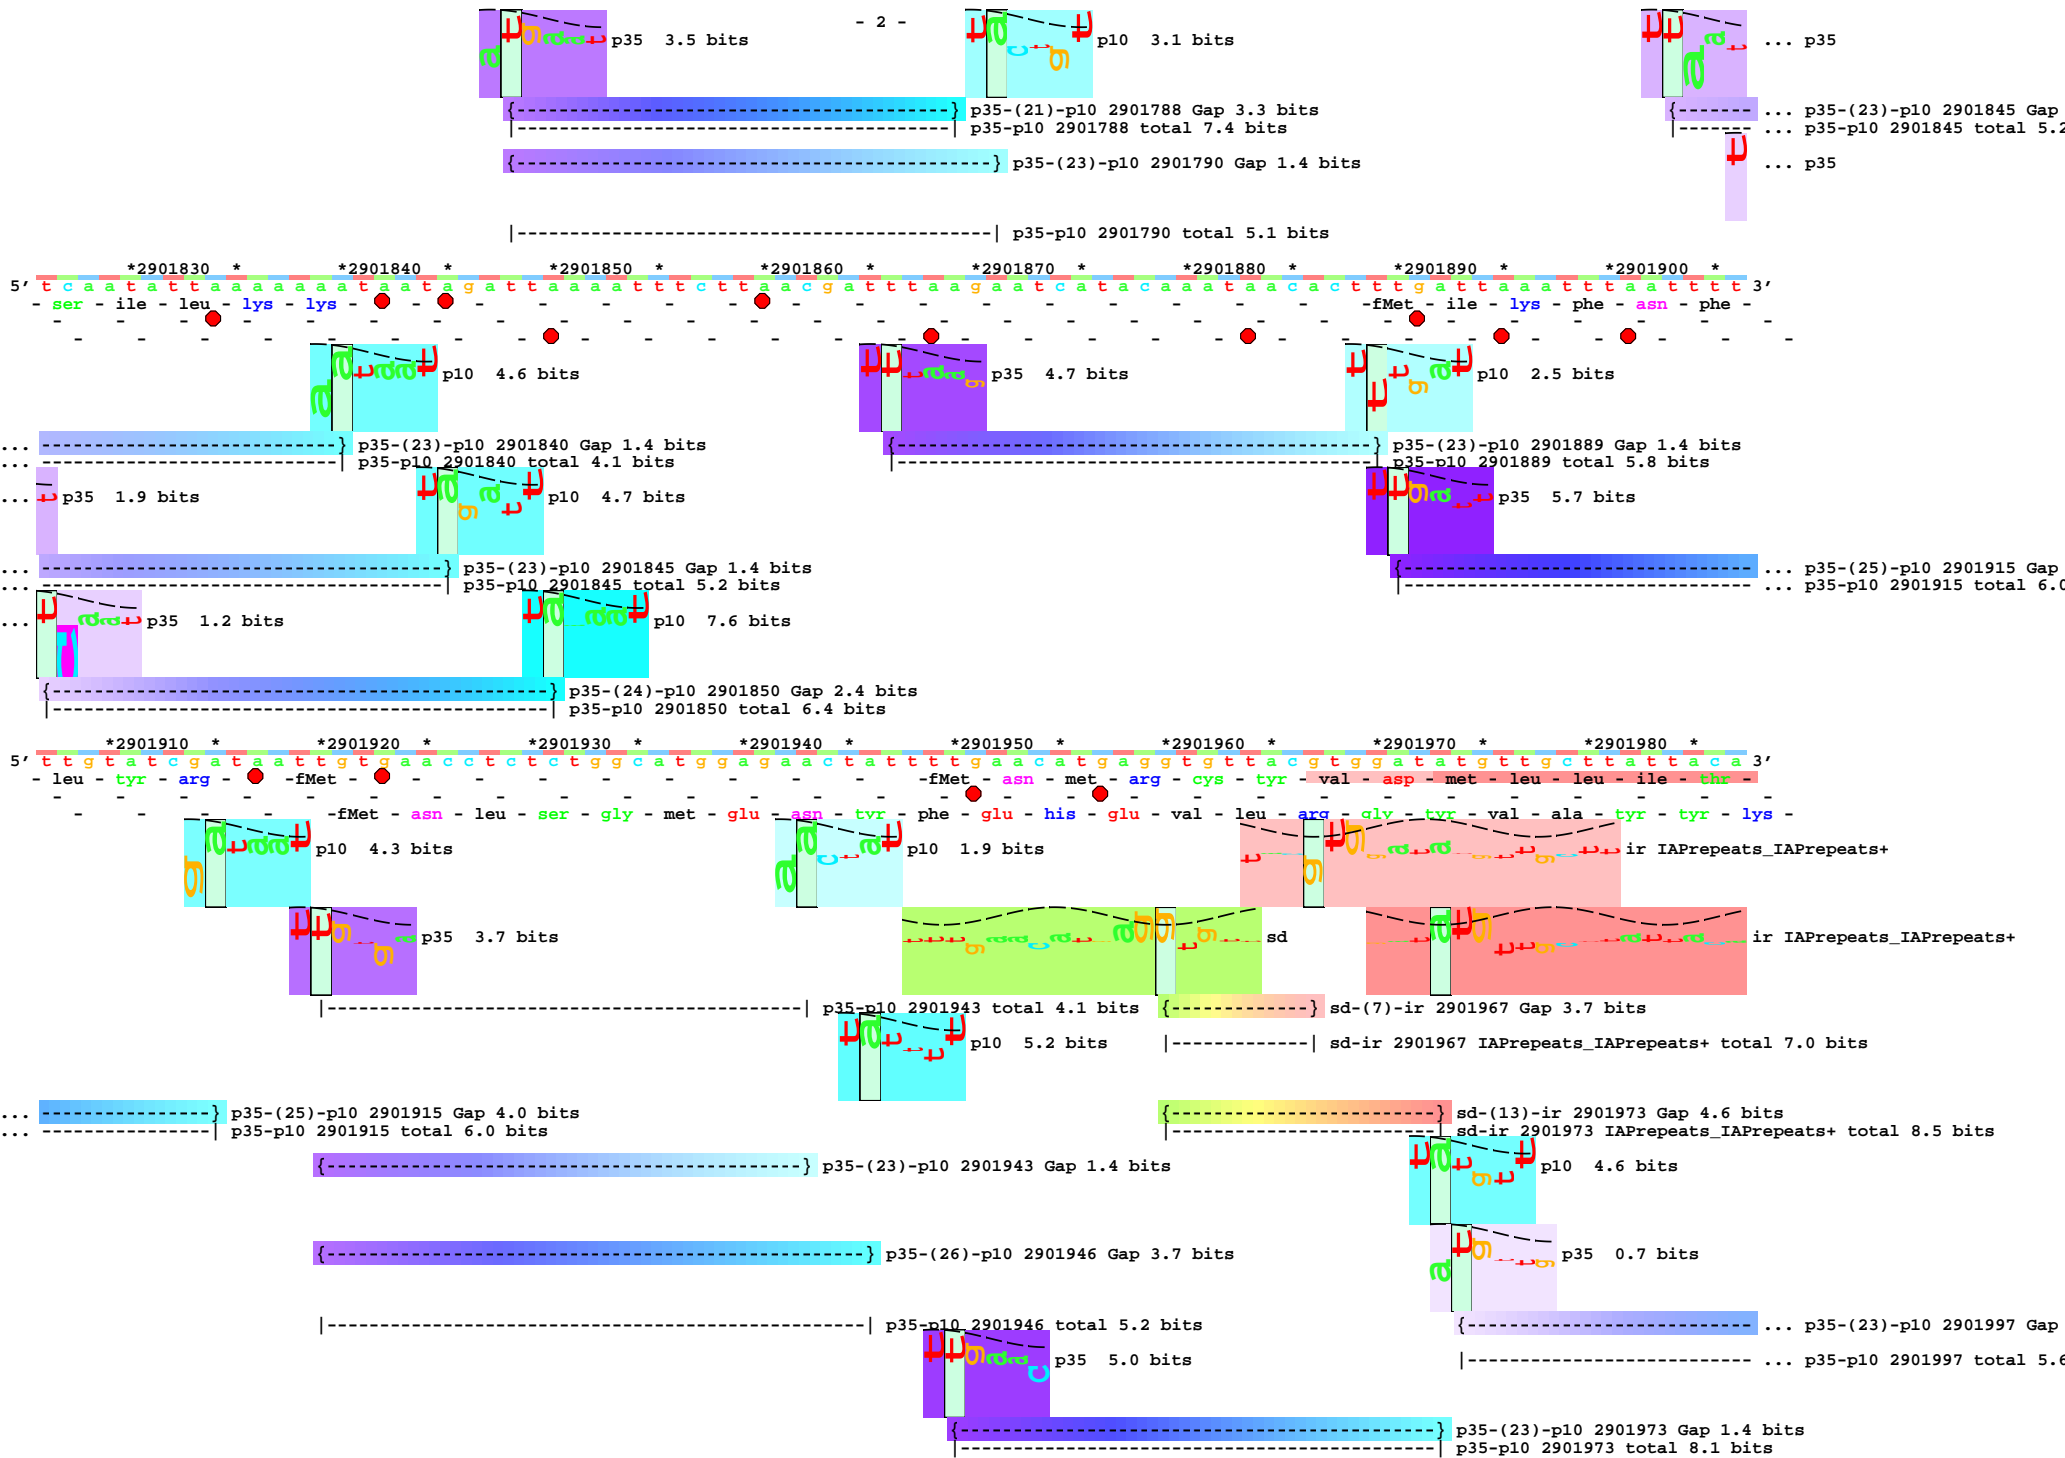 - 2 -
p35 3.5 bits
p10 3.1 bits
... p35
{-----------------------------------------} p35-(21)-p10 2901788 Gap 3.3 bits
{------ ... p35-(23)-p10 2901845 Gap
|-----------------------------------------| p35-p10 2901788 total 7.4 bits
|------ ... p35-p10 2901845 total 5.2
{---------------------------------------------} p35-(23)-p10 2901790 Gap 1.4 bits
... p35
|---------------------------------------------| p35-p10 2901790 total 5.1 bits
*2901830 * *2901840 * *2901850 * *2901860 * *2901870 * *2901880 * *2901890 * *2901900 *
5' t c a a t a t t a a a a a a a t a a t a g a t t a a a a t t t c t t a a c g a t t t a a g a a t c a t a c a a a t a a c a c t t t g a t t a a a t t t a a t t t t 3'
- ser - ile - leu - lys - lys - -fMet - ile - lys - phe - asn - phe -
p10 4.6 bits
p35 4.7 bits
p10 2.5 bits
... ----------------------------} p35-(23)-p10 2901840 Gap 1.4 bits
{---------------------------------------------} p35-(23)-p10 2901889 Gap 1.4 bits
... ----------------------------| p35-p10 2901840 total 4.1 bits
|---------------------------------------------| p35-p10 2901889 total 5.8 bits
... p35 1.9 bits
p10 4.7 bits
p35 5.7 bits
... --------------------------------------} p35-(23)-p10 2901845 Gap 1.4 bits
{-------------------------------- ... p35-(25)-p10 2901915 Gap
... --------------------------------------| p35-p10 2901845 total 5.2 bits
|-------------------------------- ... p35-p10 2901915 total 6.0
... p35 1.2 bits
p10 7.6 bits
{-----------------------------------------------} p35-(24)-p10 2901850 Gap 2.4 bits
|-----------------------------------------------| p35-p10 2901850 total 6.4 bits
*2901910 * *2901920 * *2901930 * *2901940 * *2901950 * *2901960 * *2901970 * *2901980 *
5' t t g t a t c g a t a a t t g t g a a c c t c t c t g g c a t g g a g a a c t a t t t g a a c a t g a g g t g t t a c g t g g a t a t g t t g c t t a t t a c a 3'
- leu - tyr - arg - -fMet - -fMet - asn - met - arg - cys - tyr - val - asp - met - leu - leu - ile - thr -
-fMet - asn - leu - ser - gly - met - glu - asn - tyr - phe - glu - his - glu - val - leu - arg - gly - tyr - val - ala - tyr - tyr - lys -
p10 4.3 bits
p10 1.9 bits
ir IAPrepeats_IAPrepeats+
p35 3.7 bits
sd
ir IAPrepeats_IAPrepeats+
|---------------------------------------------| p35-p10 2901943 total 4.1 bits
{-------------} sd-(7)-ir 2901967 Gap 3.7 bits
p10 5.2 bits
|-------------| sd-ir 2901967 IAPrepeats_IAPrepeats+ total 7.0 bits
... ----------------} p35-(25)-p10 2901915 Gap 4.0 bits
{-------------------------} sd-(13)-ir 2901973 Gap 4.6 bits
... ----------------| p35-p10 2901915 total 6.0 bits
|-------------------------| sd-ir 2901973 IAPrepeats_IAPrepeats+ total 8.5 bits
{---------------------------------------------} p35-(23)-p10 2901943 Gap 1.4 bits
p10 4.6 bits
{---------------------------------------------------} p35-(26)-p10 2901946 Gap 3.7 bits
p35 0.7 bits
|---------------------------------------------------| p35-p10 2901946 total 5.2 bits
{--------------------------- ... p35-(23)-p10 2901997 Gap
p35 5.0 bits
|--------------------------- ... p35-p10 2901997 total 5.6
{---------------------------------------------} p35-(23)-p10 2901973 Gap 1.4 bits
|---------------------------------------------| p35-p10 2901973 total 8.1 bits